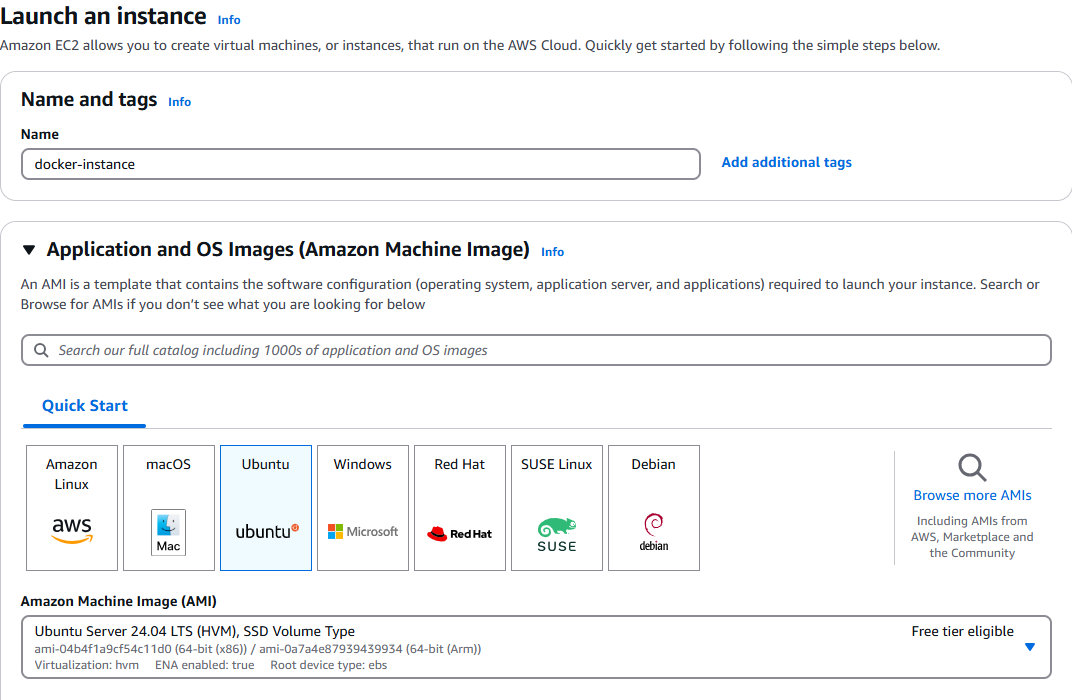 Launch an instance Info
Amazon EC2 allows you to create virtual machines, or instances, that run on the AWS Cloud. Quickly get started by following the simple steps below.
Name and tags Info
Name
docker-instance
Add additional tags
Application and OS Images (Amazon Machine Image) Info
An AMI is a template that contains the software configuration (operating system, application server, and applications) required to launch your instance. Search or
Browse for AMIs if you don’t see what you are looking for below
Search our full catalog including 1000s of application and OS images
Quick Start
Amazon
Linux
aws
macOS
Mac
Ubuntu
ubuntu
Windows
Microsoft
Red Hat
Red Hat
SUSE Linux
SUSE
Debian
debian
Browse more AMIs
Including AMIs from
AWS, Marketplace and
the Community
Amazon Machine Image (AMI)
Ubuntu Server 24.04 LTS (HVM), SSD Volume Type
Free tier eligible
ami-04b4f1a9cf54c11d0 (64-bit (x86)) / ami-0a7a4e87939439934 (64-bit (Arm))
Virtualization: hvm ENA enabled: true Root device type: ebs